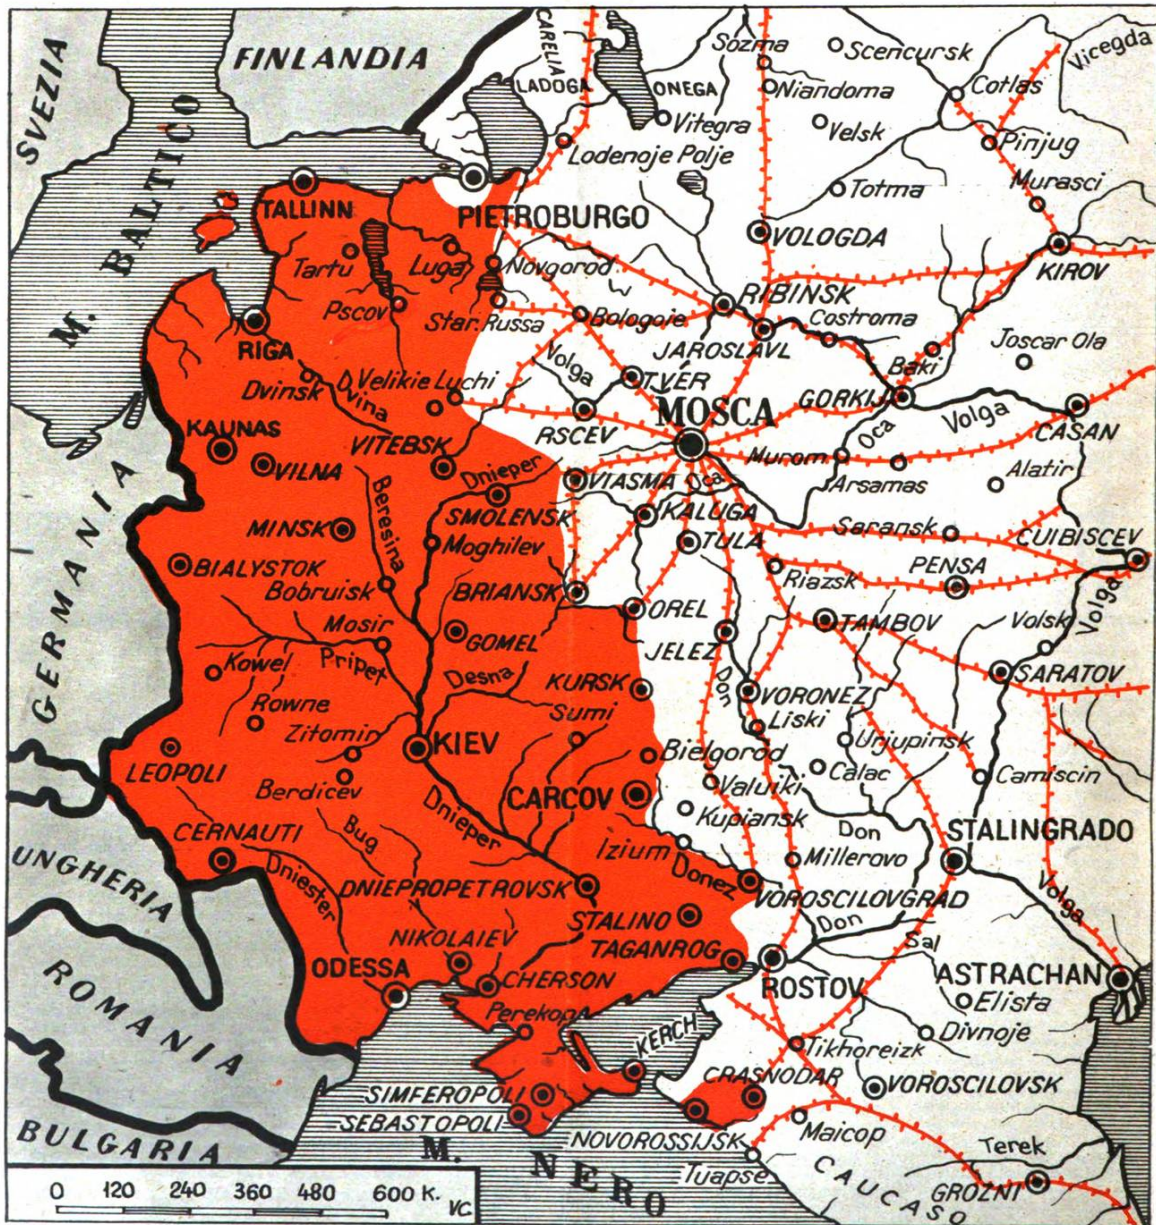 SVEZIA
M. BALTICO
FINLANDIA
CARELIA
LADOGA
ONEGA
Sozma
Scencursk
Vicegda
Niandoma
Cotlas
Vitegra
Velsk
Pinjug
Lodenoje Polje
Totma
Murasci
TALLINN
PIETROBURGO
VOLOGDA
KIROV
Tartu
Luga
Novgorod
Pscov
Star. Russa
Bologoje
RIBINSK
Costroma
Joscar Ola
RIGA
JAROSLAVL
Baki
Volga
Dvinsk
Dvina
Velikie Luchi
TVER
MOSCA
GORKIJ
Volga
CASAN
KAUNAS
VITEBSK
RSCEV
Oca
VILNA
Dnieper
VIASMA
Oca
Murom
Arsamas
Alatir
Beresina
SMOLENSK
KALUGA
MINSK
Moghilev
TULA
Saransk
CUIBISCEV
BIALYSTOK
Bobruisk
BRIANSK
Riazsk
PENSA
GERMANIA
Mosir
GOMEL
OREL
TAMBOV
Volsk
Volga
Kowel
Pripet
Desna
JELEZ
SARATOV
Rowne
KURSK
Don
VORONEZ
Zitomir
Sumi
Liski
LEOPOLI
KIEV
Bielgorod
Urjupinsk
Berdicev
Valuiki
Calac
Camiscin
CARCOV
Kupiansk
CERNAUTI
Bug
Dnieper
Izium
Don
STALINGRADO
UNGHERIA
Dniester
Donez
Millerovo
DNIEPROPETROVSK
VOROSCILOVGRAD
Volga
STALINO
Don
NIKOLAIEV
TAGANROG
Sal
ODESSA
CHERSON
ROSTOV
ASTRACHAN
ROMANIA
Elista
Perekop
KERCH
Tikhoreizk
Divnoje
SIMFEROPOLI
CRASNODAR
VOROSCILOVSK
SEBASTOPOLI
BULGARIA
M. NERO
NOVOROSSIJSK
Maicop
Terek
Tuapse
CAUCASO
GROZNI
0 120 240 360 480 600 K.
VC.